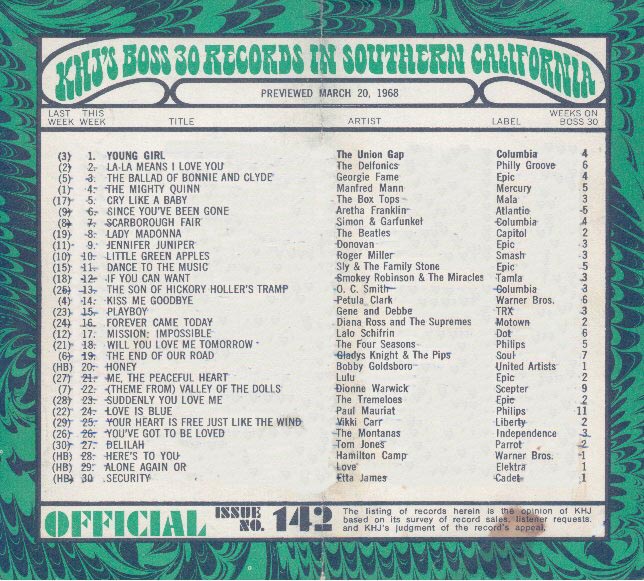 KHJ'S BOSS 30 RECORDS IN SOUTHERN CALIFORNIA
PREVIEWED MARCH 20, 1968
LAST WEEK THIS WEEK TITLE ARTIST LABEL WEEKS ON BOSS 30
(3) 1. YOUNG GIRL The Union Gap Columbia 4
(2) 2. LA-LA MEANS I LOVE YOU The Delfonics Philly Groove 6
(5) 3. THE BALLAD OF BONNIE AND CLYDE Georgie Fame Epic 4
(1) 4. THE MIGHTY QUINN Manfred Mann Mercury 5
(17) 5. CRY LIKE A BABY The Box Tops Mala 3
(9) 6. SINCE YOU'VE BEEN GONE Aretha Franklin Atlantic 5
(8) 7. SCARBOROUGH FAIR Simon & Garfunkel Columbia 4
(19) 8. LADY MADONNA The Beatles Capitol 2
(11) 9. JENNIFER JUNIPER Donovan Epic 3
(10) 10. LITTLE GREEN APPLES Roger Miller Smash 3
(15) 11. DANCE TO THE MUSIC Sly & The Family Stone Epic 5
(18) 12. IF YOU CAN WANT Smokey Robinson & The Miracles Tamla 3
(26) 13. THE SON OF HICKORY HOLLER'S TRAMP O. C. Smith Columbia 3
(4) 14. KISS ME GOODBYE Petula Clark Warner Bros. 6
(23) 15. PLAYBOY Gene and Debbe TRX 3
(24) 16. FOREVER CAME TODAY Diana Ross and The Supremes Motown 2
(12) 17. MISSION: IMPOSSIBLE Lalo Schifrin Dot 6
(21) 18. WILL YOU LOVE ME TOMORROW The Four Seasons Philips 5
(6) 19. THE END OF OUR ROAD Gladys Knight & The Pips Soul 7
(HB) 20. HONEY Bobby Goldsboro United Artists 1
(27) 21. ME, THE PEACEFUL HEART Lulu Epic 2
(7) 22. (THEME FROM) VALLEY OF THE DOLLS Dionne Warwick Scepter 9
(28) 23. SUDDENLY YOU LOVE ME The Tremeloes Epic 2
(22) 24. LOVE IS BLUE Paul Mauriat Philips 11
(29) 25. YOUR HEART IS FREE JUST LIKE THE WIND Vikki Carr Liberty 2
(26) 26. YOU'VE GOT TO BE LOVED The Montanas Independence 3
(30) 27. BELILAH Tom Jones Parrot 2
(HB) 28. HERE'S TO YOU Hamilton Camp Warner Bros. 1
(HB) 29. ALONE AGAIN OR Love Elektra 1
(HB) 30 SECURITY Etta James Cadet 1
OFFICIAL ISSUE NO. 142
The listing of records herein is the opinion of KHJ
based on its survey of record sales, listener requests
and KHJ's judgment of the record's appeal.